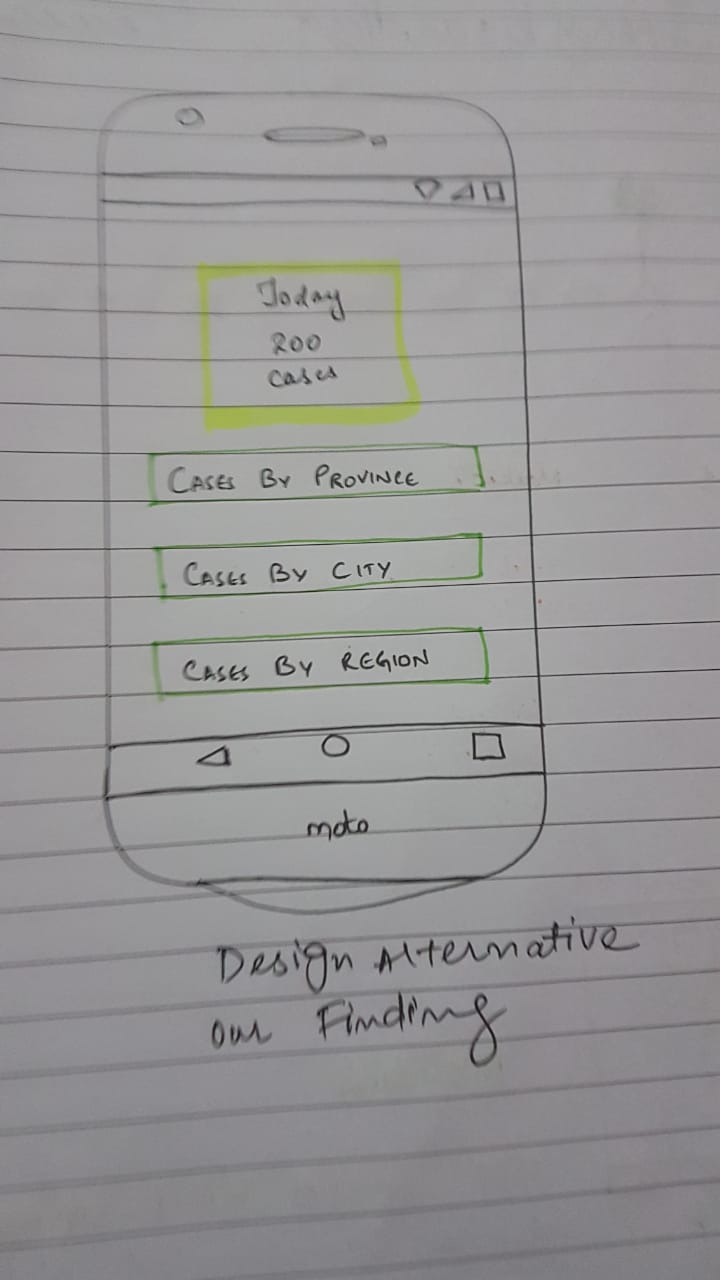 Today
200
cases
CASES BY PROVINCE
CASES BY CITY
CASES BY REGION
moto
Design Alternative
our Finding